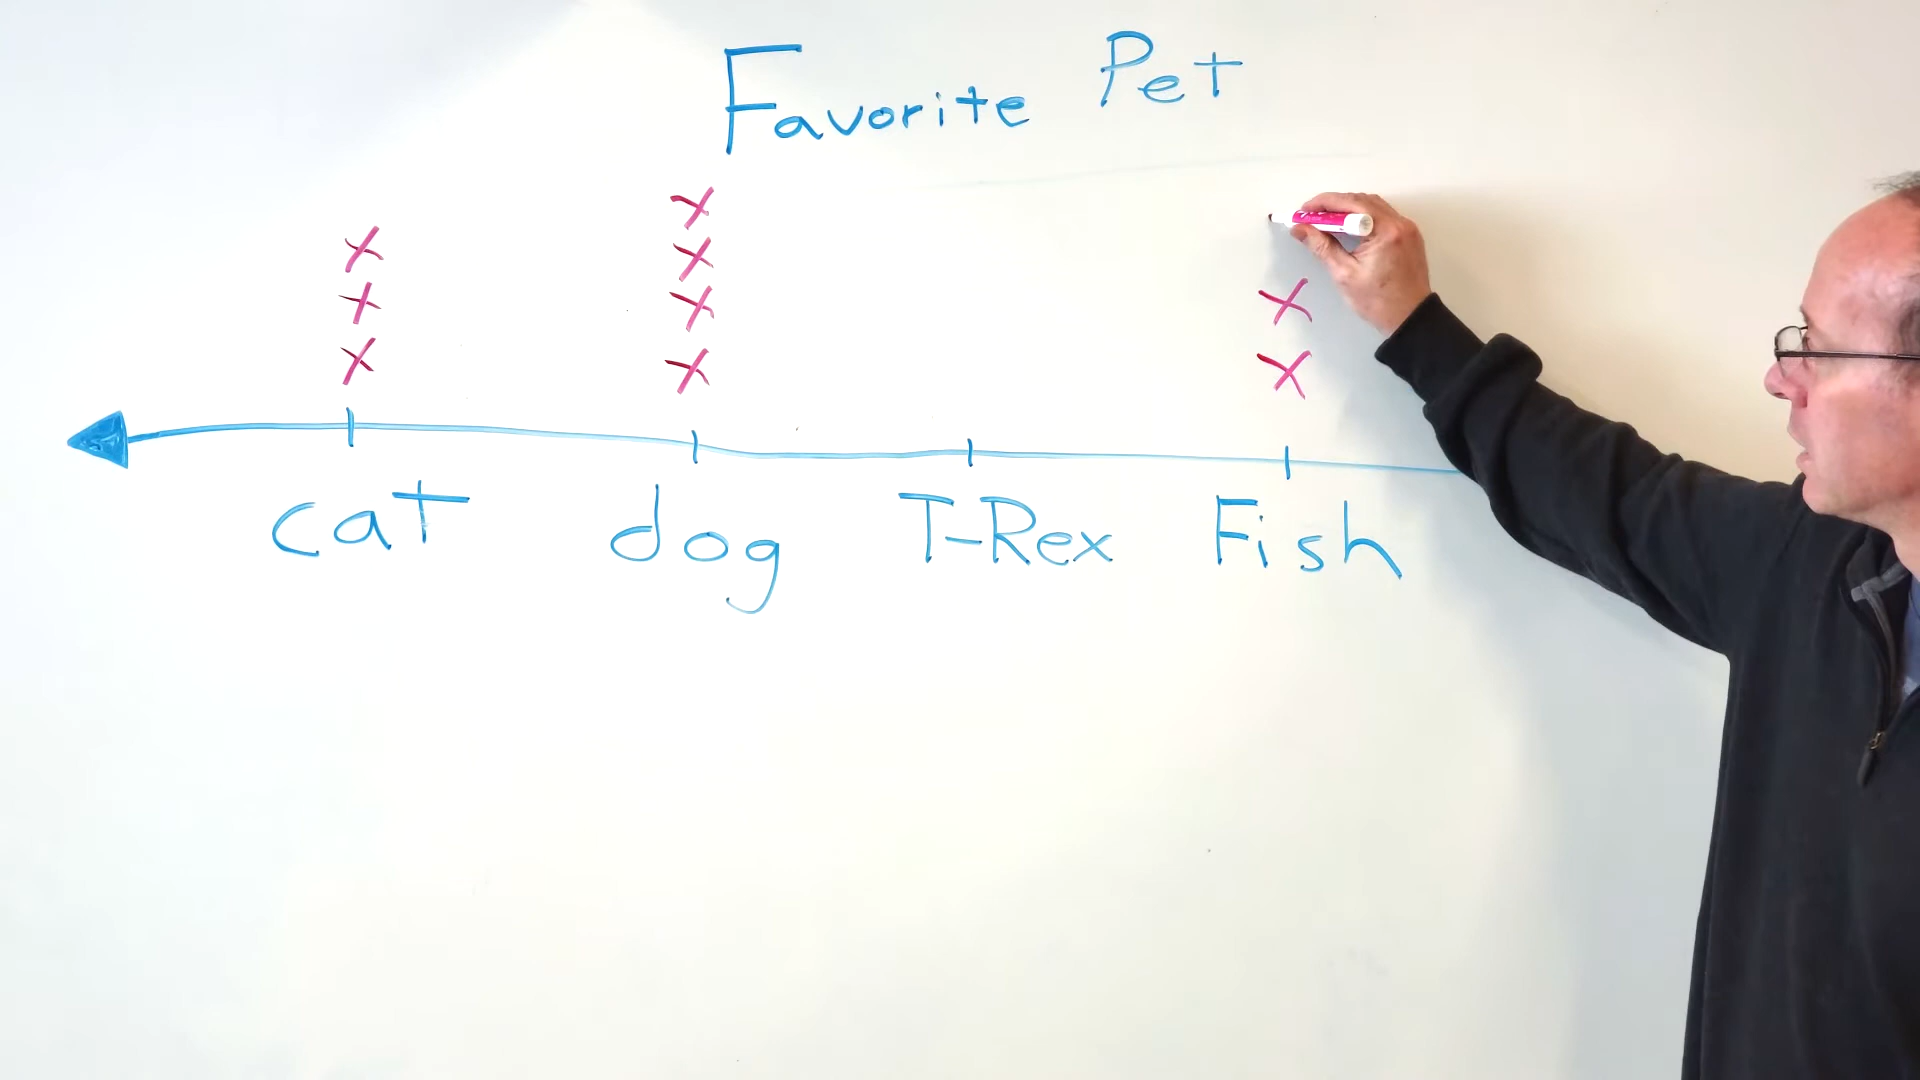 Favorite Pet
x x
x x
x x x
x x x
cat dog T-Rex Fish